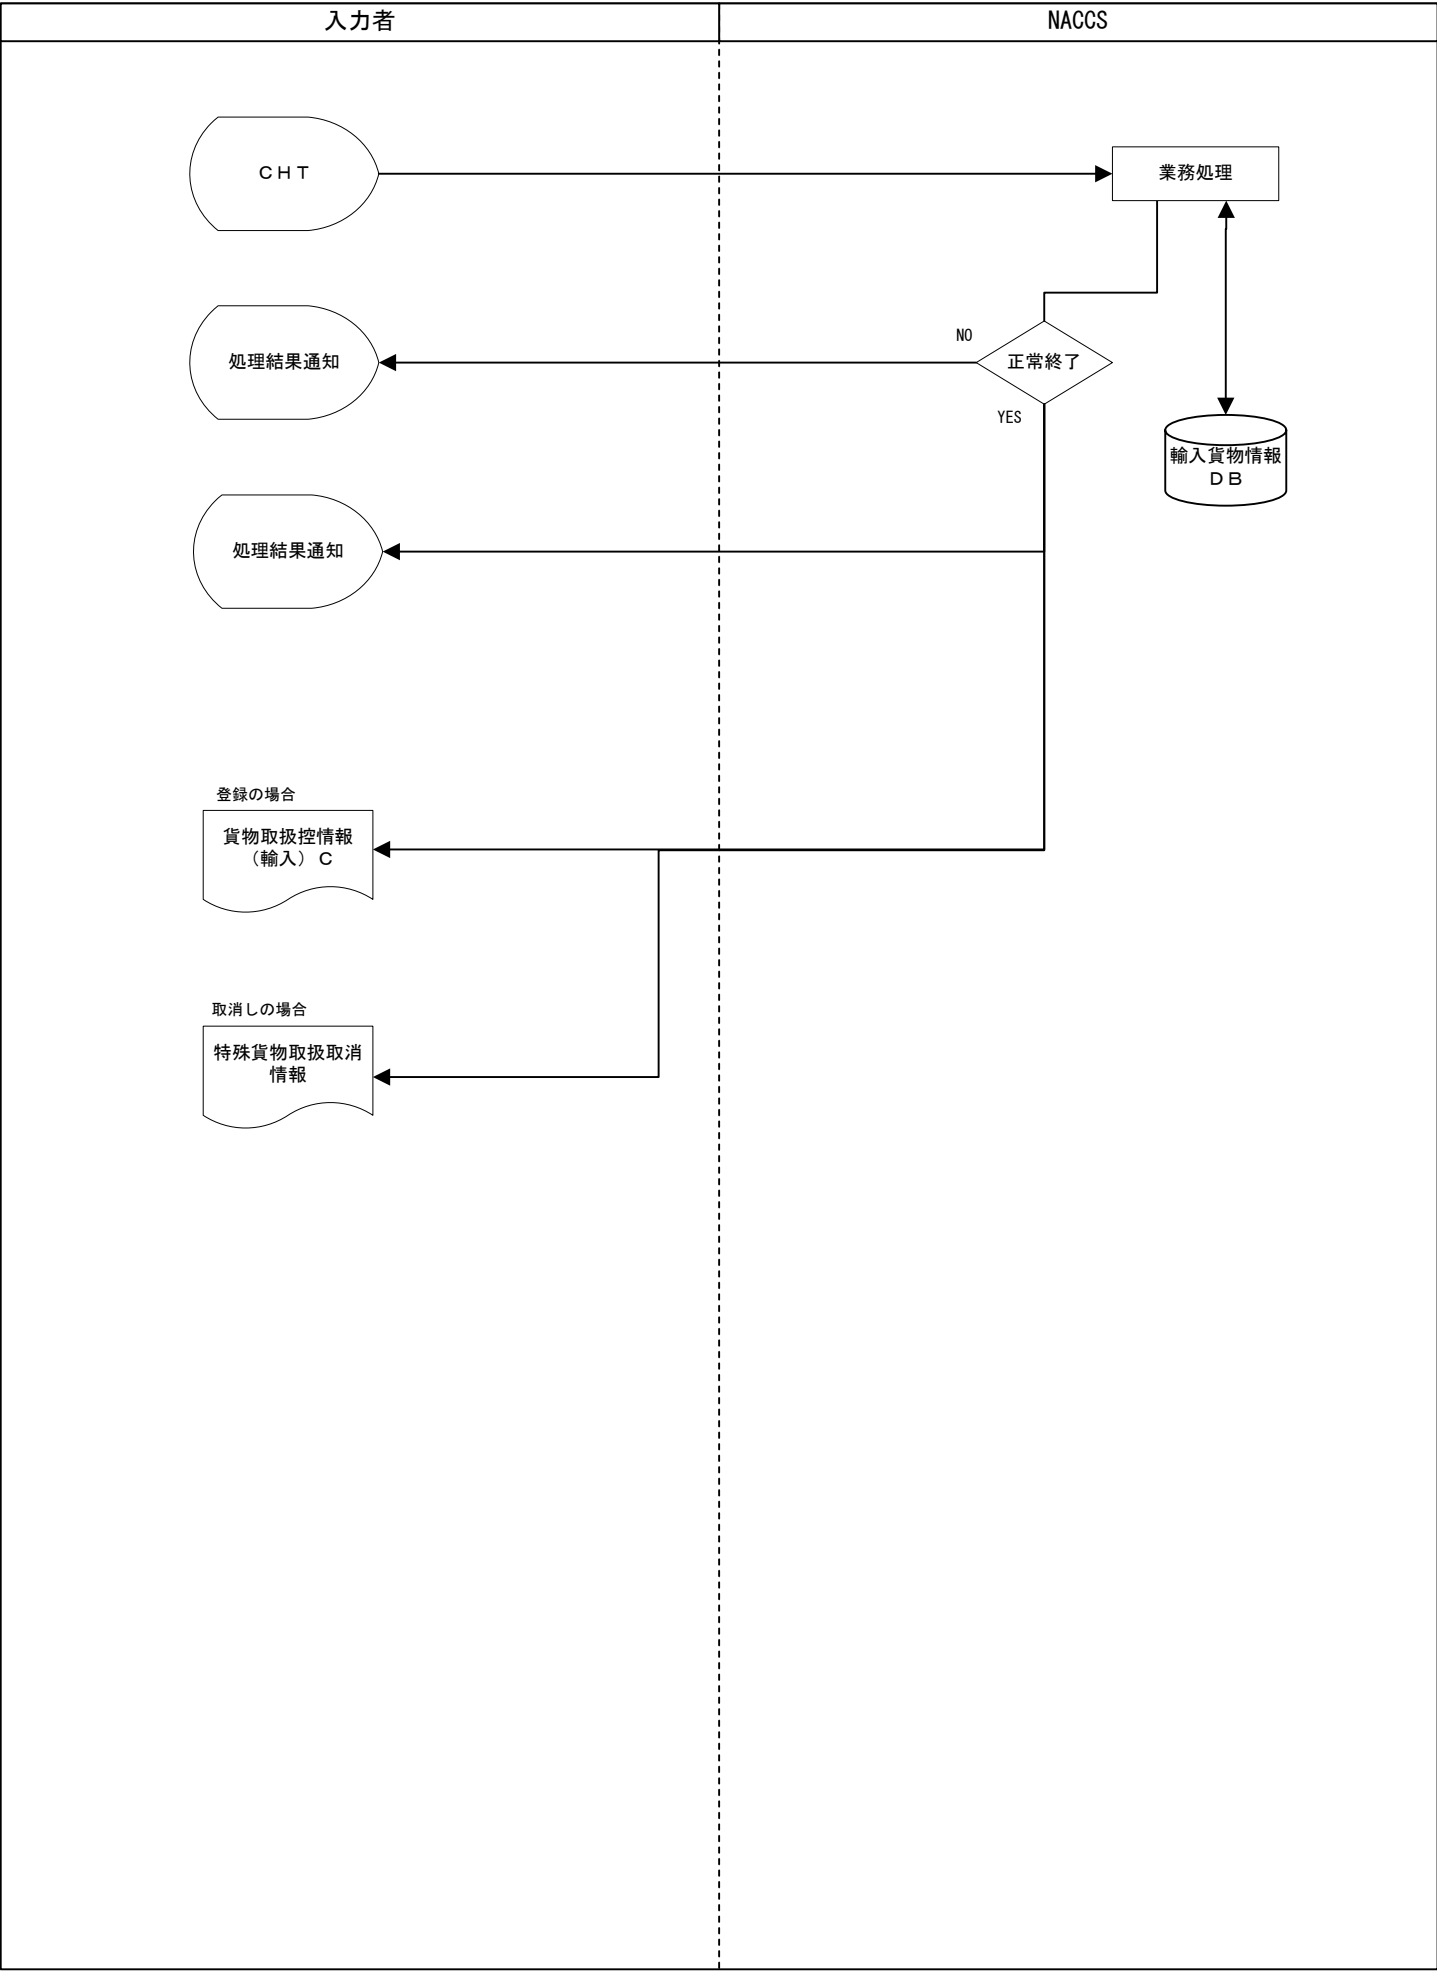 入力者
NACCS
ＣＨＴ
業務処理
NO
処理結果通知
正常終了
YES
輸入貨物情報
ＤＢ
処理結果通知
登録の場合
貨物取扱控情報
（輸入）Ｃ
取消しの場合
特殊貨物取扱取消
情報